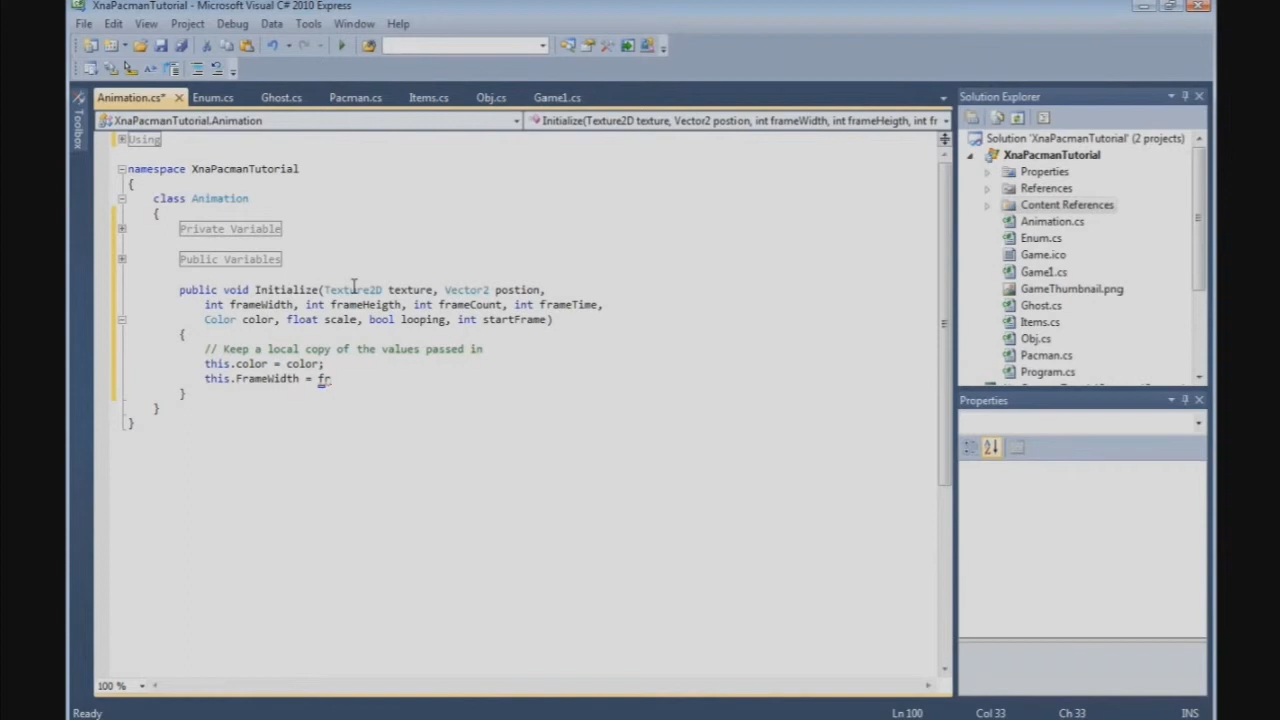 XnaPacmanTutorial - Microsoft Visual C# 2010 Express
File Edit View Project Debug Tools Window Help
Animation.cs* Enum.cs Ghost.cs Pacman.cs Items.cs Obj.cs Game1.cs
XnaPacmanTutorial.Animation Initialize(Texture2D texture, Vector2 postion, int frameWidth, int frameHeigth, int fr
Toolbox
Using
namespace XnaPacmanTutorial
{
class Animation
{
Private Variable
Public Variables
public void Initialize(Texture2D texture, Vector2 postion,
int frameWidth, int frameHeigth, int frameCount, int frameTime,
Color color, float scale, bool looping, int startFrame)
{
// Keep a local copy of the values passed in
this.color = color;
this.FrameWidth = fr
}
}
}
100 %
Solution Explorer
Solution 'XnaPacmanTutorial' (2 projects)
XnaPacmanTutorial
Properties
References
Content References
Animation.cs
Enum.cs
Game.ico
Game1.cs
GameThumbnail.png
Ghost.cs
Items.cs
Obj.cs
Pacman.cs
Program.cs
Properties
Ready Ln 100 Col 33 Ch 33 INS